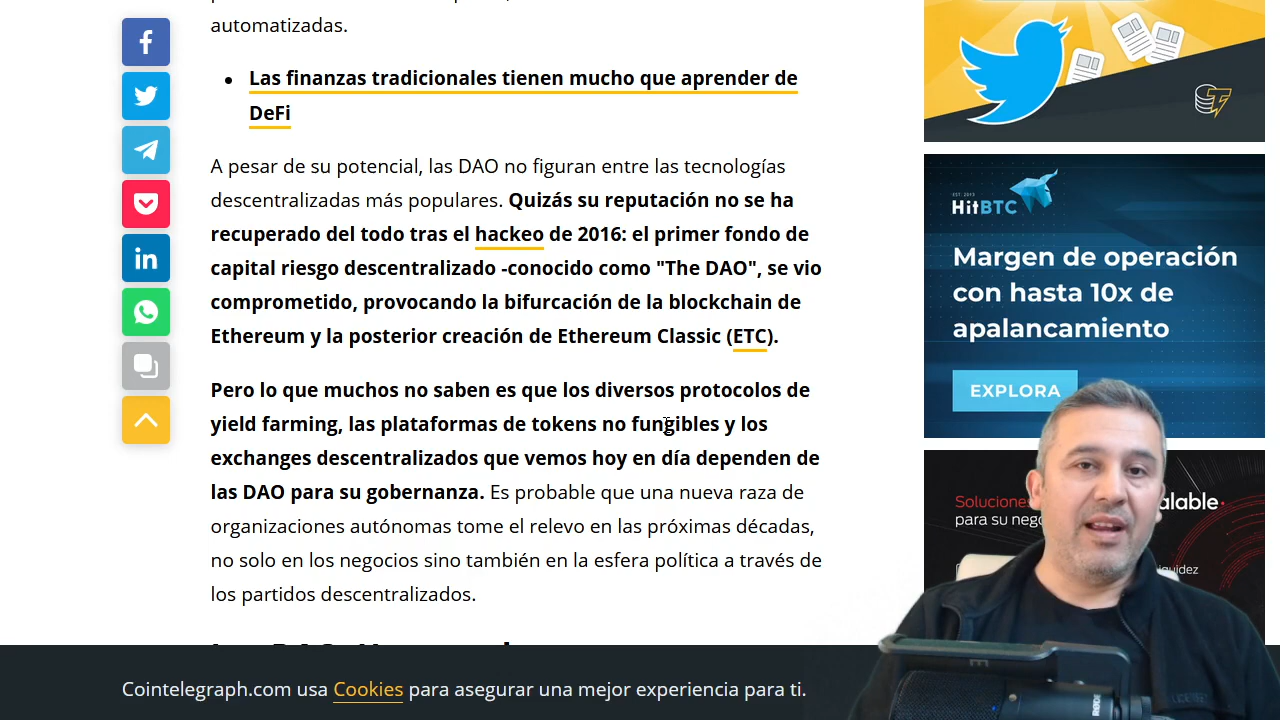 automatizadas.
Las finanzas tradicionales tienen mucho que aprender de
DeFi
A pesar de su potencial, las DAO no figuran entre las tecnologías
descentralizadas más populares. Quizás su reputación no se ha
recuperado del todo tras el hackeo de 2016: el primer fondo de
capital riesgo descentralizado -conocido como "The DAO", se vio
comprometido, provocando la bifurcación de la blockchain de
Ethereum y la posterior creación de Ethereum Classic (ETC).
Pero lo que muchos no saben es que los diversos protocolos de
yield farming, las plataformas de tokens no fungibles y los
exchanges descentralizados que vemos hoy en día dependen de
las DAO para su gobernanza. Es probable que una nueva raza de
organizaciones autónomas tome el relevo en las próximas décadas,
no solo en los negocios sino también en la esfera política a través de
los partidos descentralizados.
Cointelegraph.com usa Cookies para asegurar una mejor experiencia para ti.
EST. 2013
HitBTC
Margen de operación
con hasta 10x de
apalancamiento
EXPLORA
Soluciones
alable
para su nego
quidez
RØDE